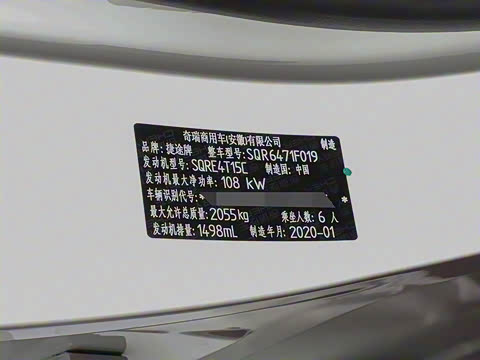 奇瑞商用车(安徽)有限公司 制造
品牌：捷途牌 整车型号：SQR6471F019
发动机型号：SQRE4T15C 制造国：中国
发动机最大净功率：108 kW
车辆识别代号：* *
最大允许总质量：2055kg 乘坐人数：6 人
发动机排量：1498mL 制造年月：2020-01